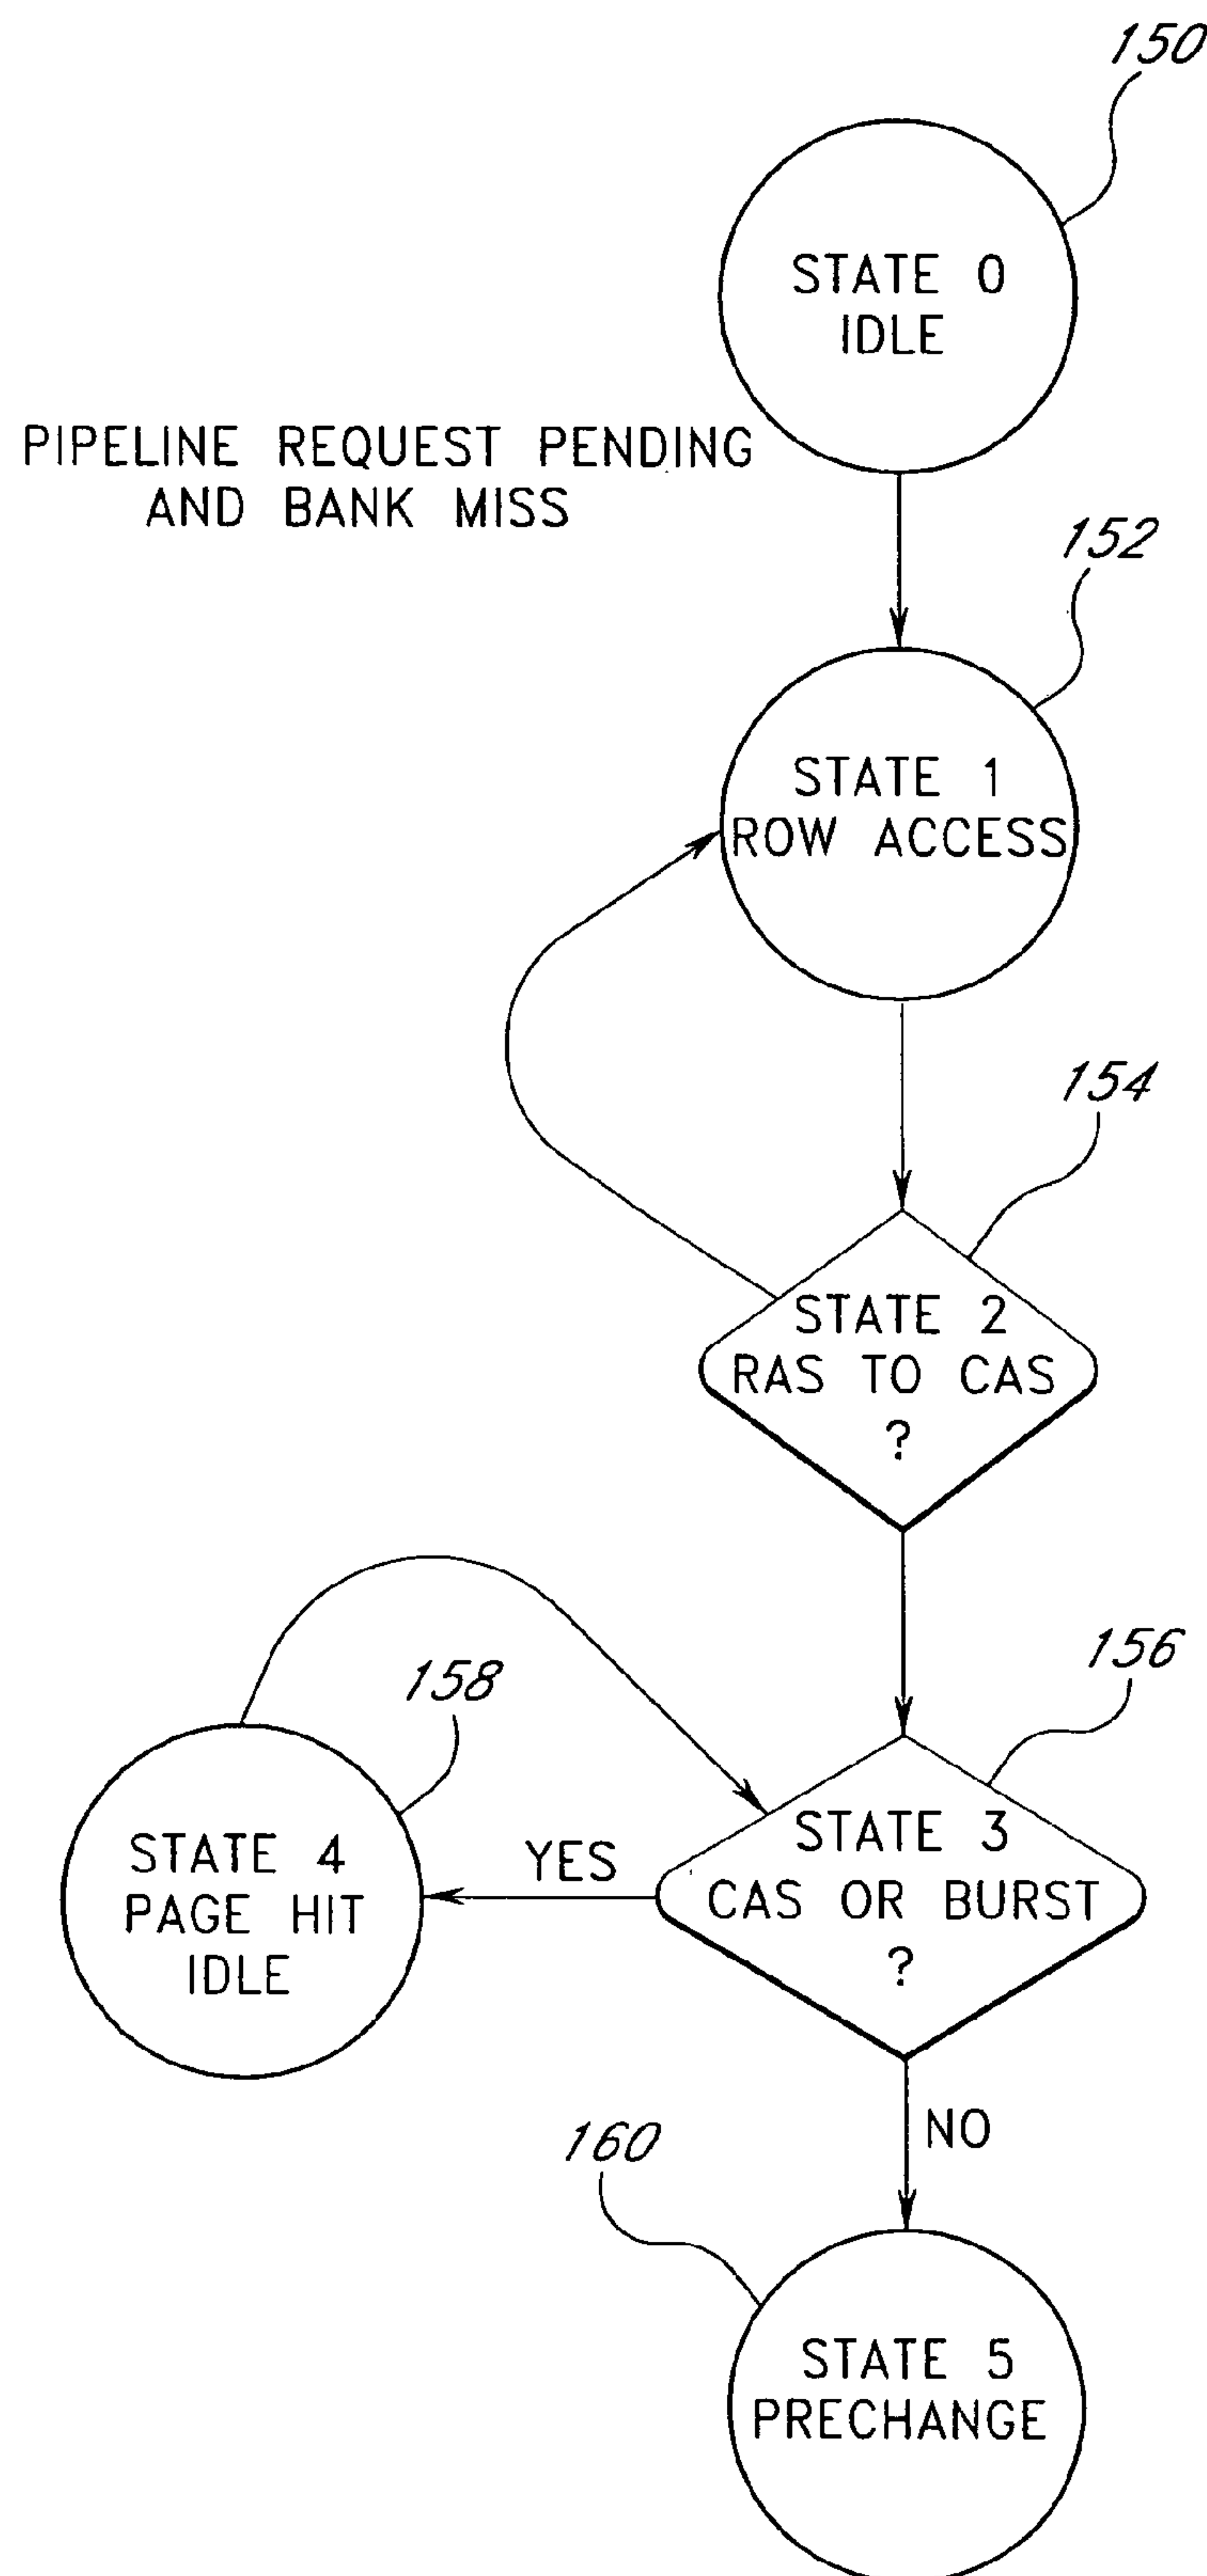 150
STATE 0
IDLE
PIPELINE REQUEST PENDING
AND BANK MISS
152
STATE 1
ROW ACCESS
154
STATE 2
RAS TO CAS
?
156
158
STATE 3
CAS OR BURST
?
YES
STATE 4
PAGE HIT
IDLE
NO
160
STATE 5
PRECHANGE